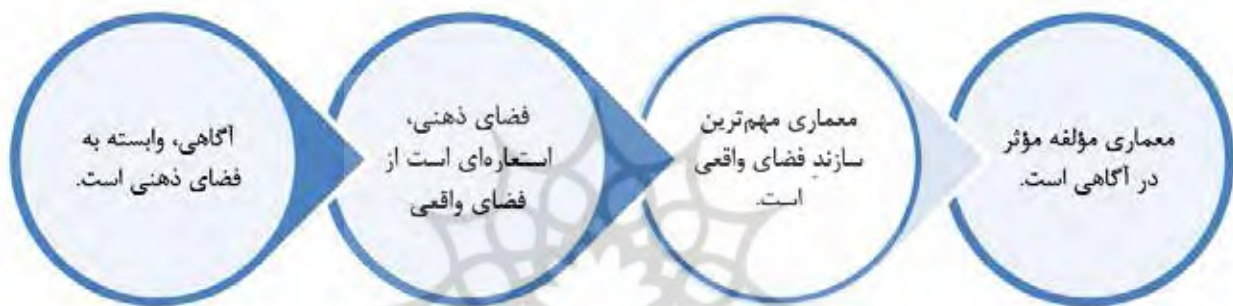 آگاهی، وابسته به
فضای ذهنی است.
فضای ذهنی،
استعاره‌ای است از
فضای واقعی
معماری مهم‌ترین
سازندِ فضای واقعی
است.
معماری مؤلفه مؤثر
در آگاهی است.